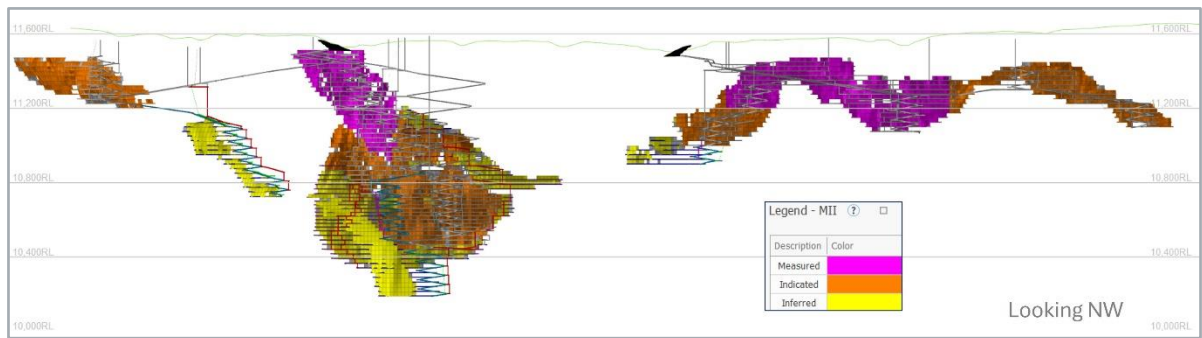 11,600RL 11,600RL
11,200RL 11,200RL
10,800RL 10,800RL
Legend - MII ?
Description Color
Measured
Indicated
Inferred
10,400RL 10,400RL
Looking NW
10,000RL 10,000RL